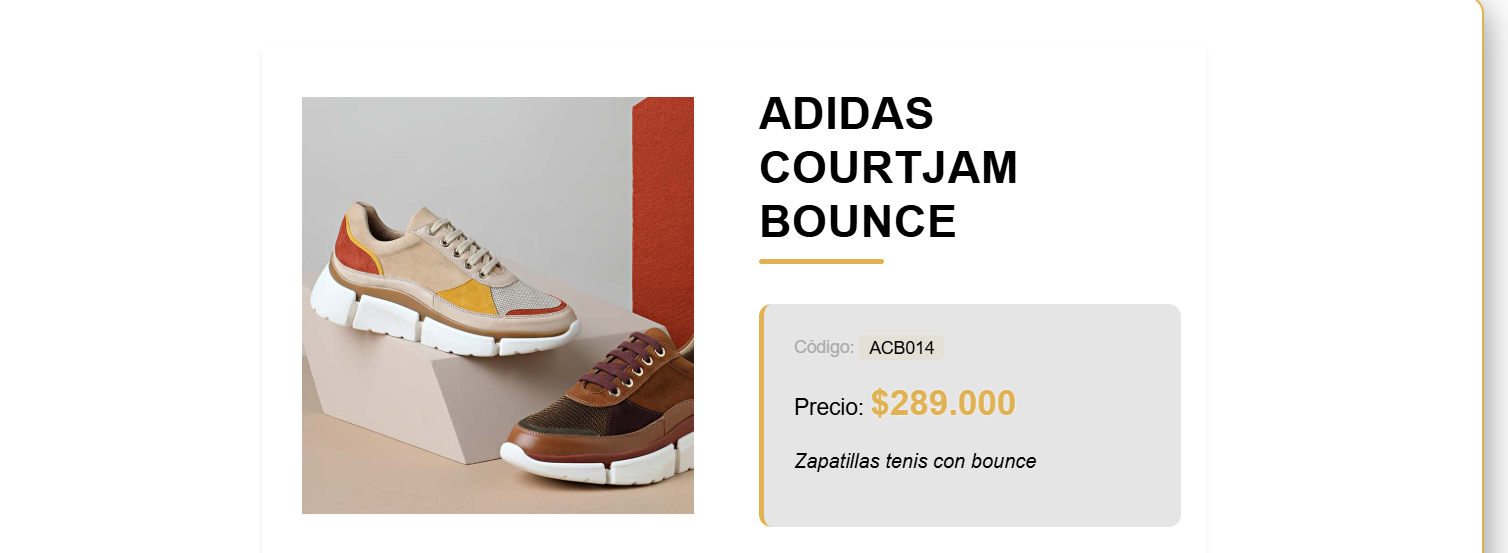 ADIDAS
COURTJAM
BOUNCE
Código: ACB014
Precio: $289.000
Zapatillas tenis con bounce